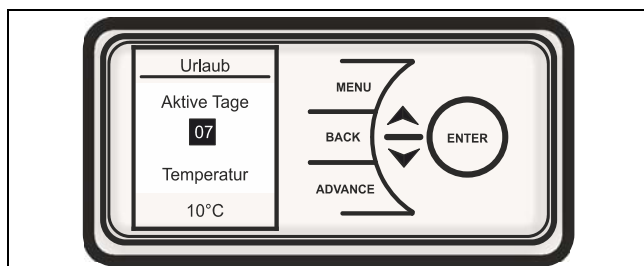 Urlaub
Aktive Tage
07
Temperatur
10°C
MENU
BACK
ADVANCE
ENTER